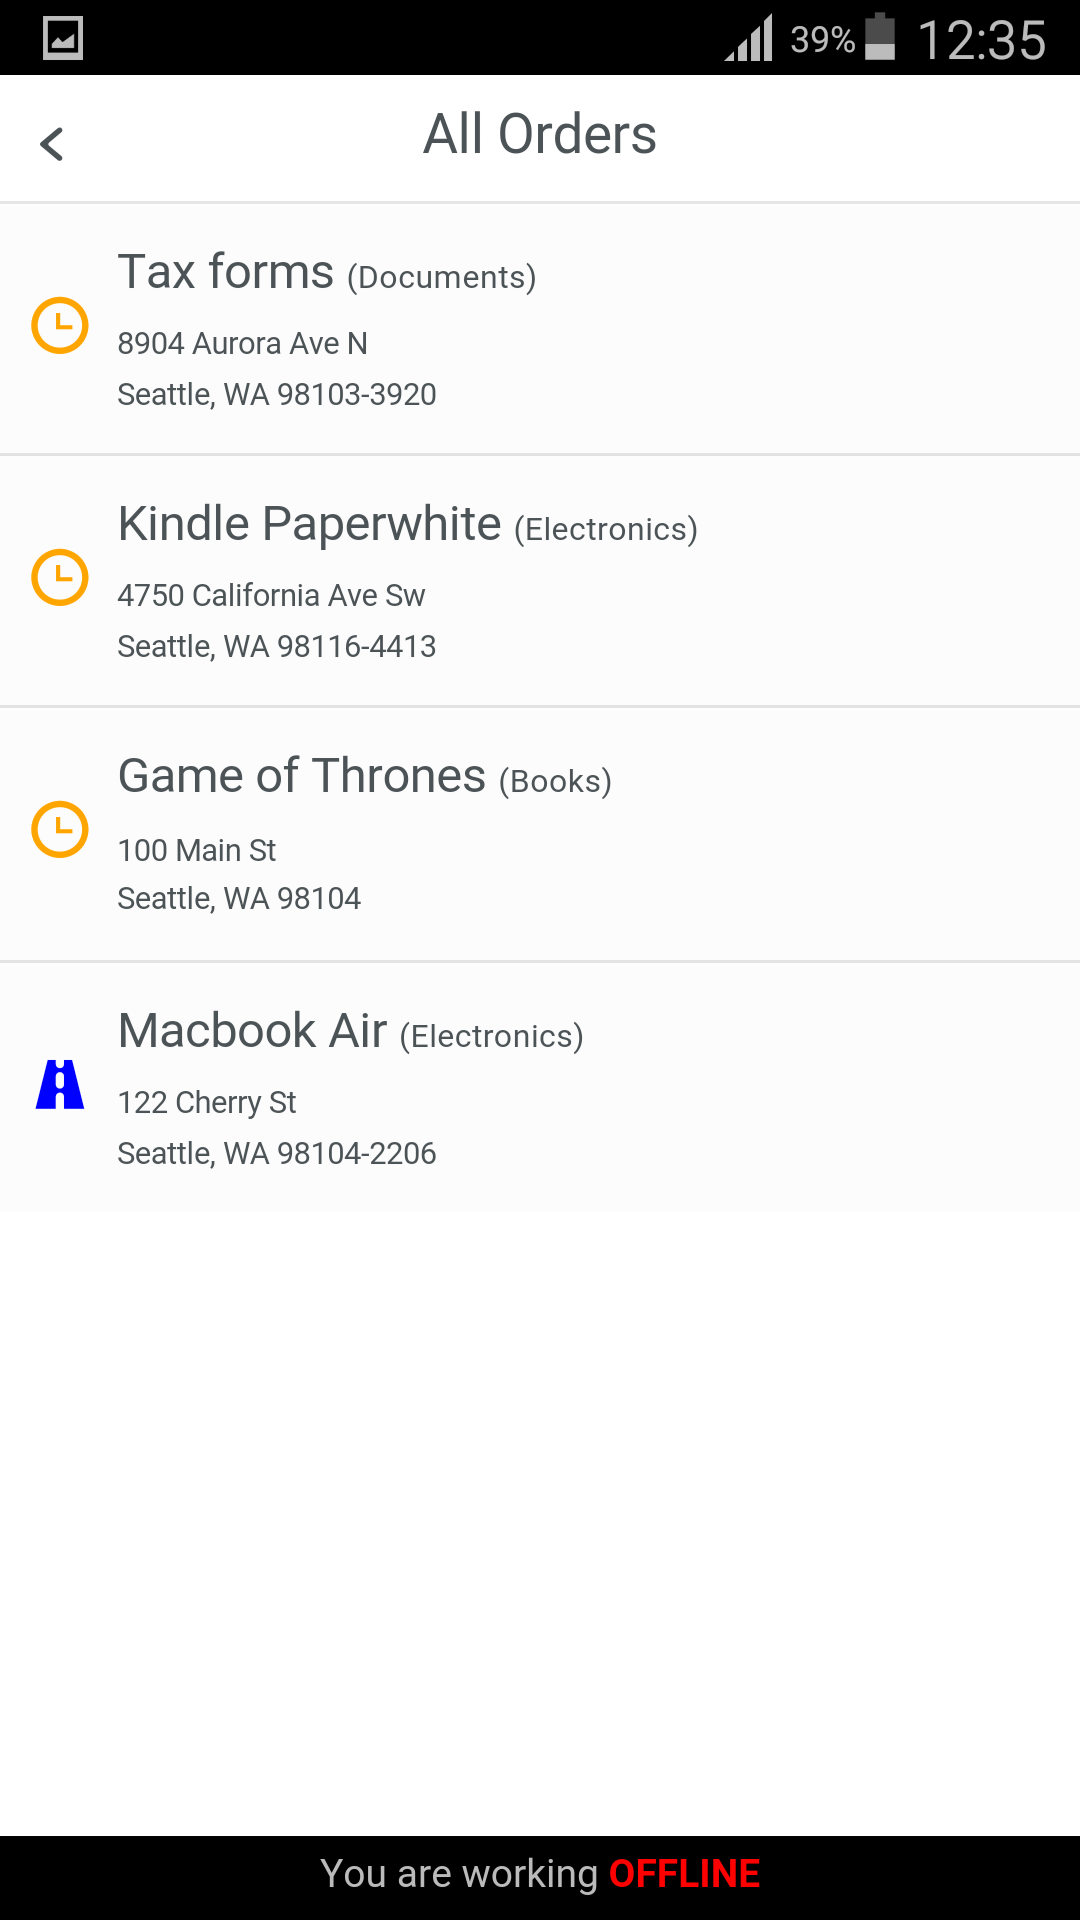 39% 12:35
All Orders
Tax forms (Documents)
8904 Aurora Ave N
Seattle, WA 98103-3920
Kindle Paperwhite (Electronics)
4750 California Ave Sw
Seattle, WA 98116-4413
Game of Thrones (Books)
100 Main St
Seattle, WA 98104
Macbook Air (Electronics)
122 Cherry St
Seattle, WA 98104-2206
You are working OFFLINE